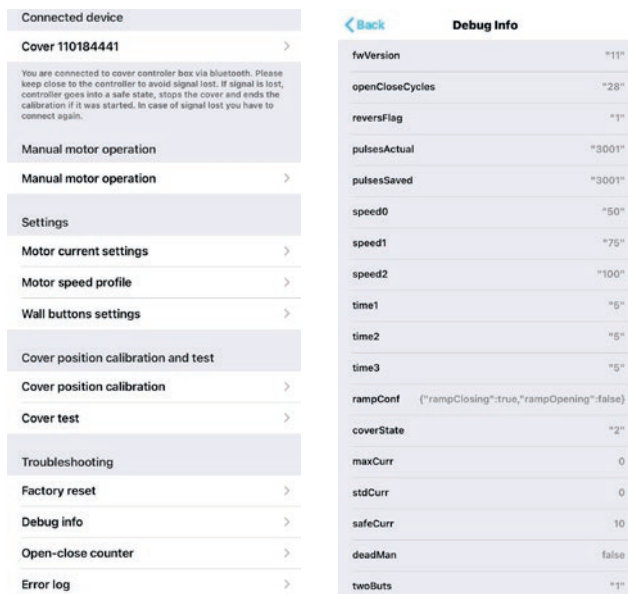 Connected device
Cover 110184441
You are connected to cover controler box via bluetooth. Please
keep close to the controller to avoid signal lost. If signal is lost,
controller goes into a safe state, stops the cover and ends the
calibration if it was started. In case of signal lost you have to
connect again.
Manual motor operation
Manual motor operation
Settings
Motor current settings
Motor speed profile
Wall buttons settings
Cover position calibration and test
Cover position calibration
Cover test
Troubleshooting
Factory reset
Debug info
Open-close counter
Error log
Back Debug Info
fwVersion "11"
openCloseCycles "28"
reversFlag "1"
pulsesActual "3001"
pulsesSaved "3001"
speed0 "50"
speed1 "75"
speed2 "100"
time1 "5"
time2 "5"
time3 "5"
rampConf {"rampClosing":true,"rampOpening":false}
coverState "2"
maxCurr 0
stdCurr 0
safeCurr 10
deadMan false
twoButs "1"